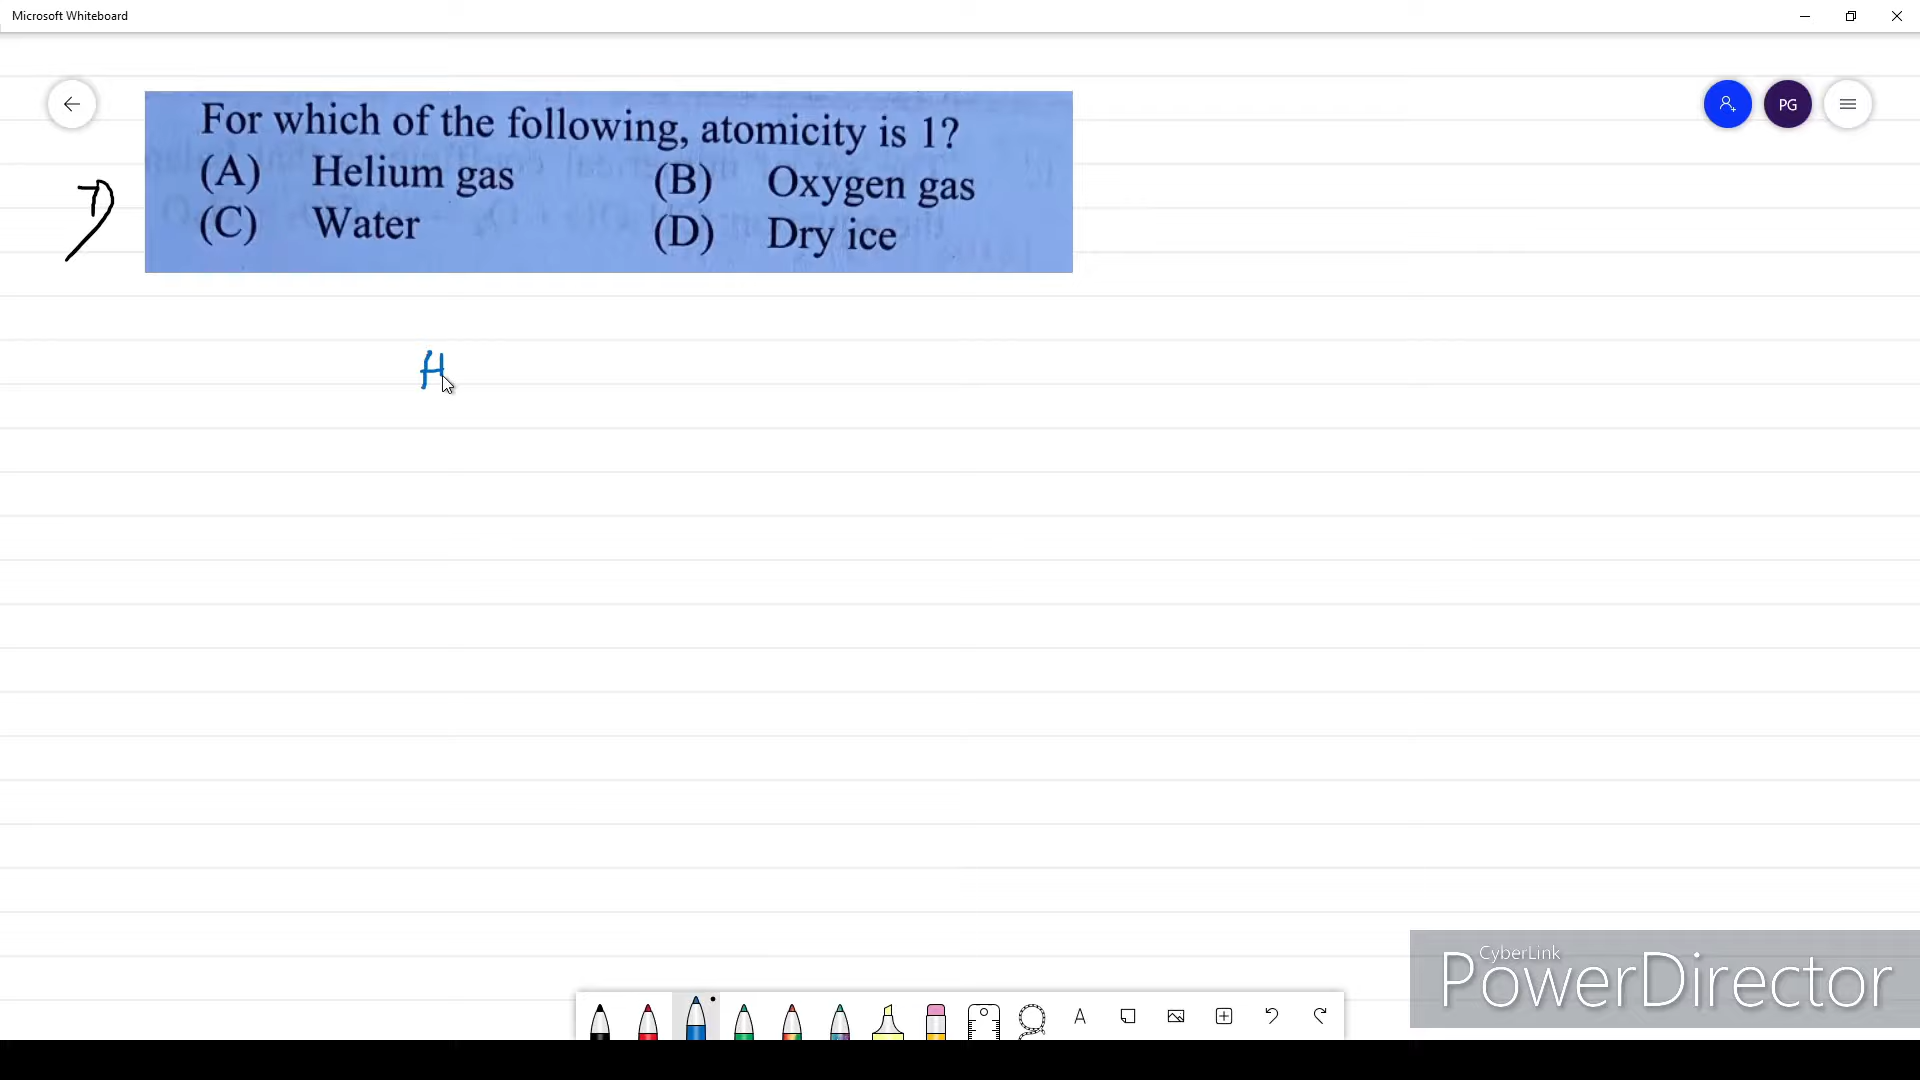 Microsoft Whiteboard
For which of the following, atomicity is 1?
(A) Helium gas (B) Oxygen gas
(C) Water (D) Dry ice
PG
H
A
CyberLink
PowerDirector